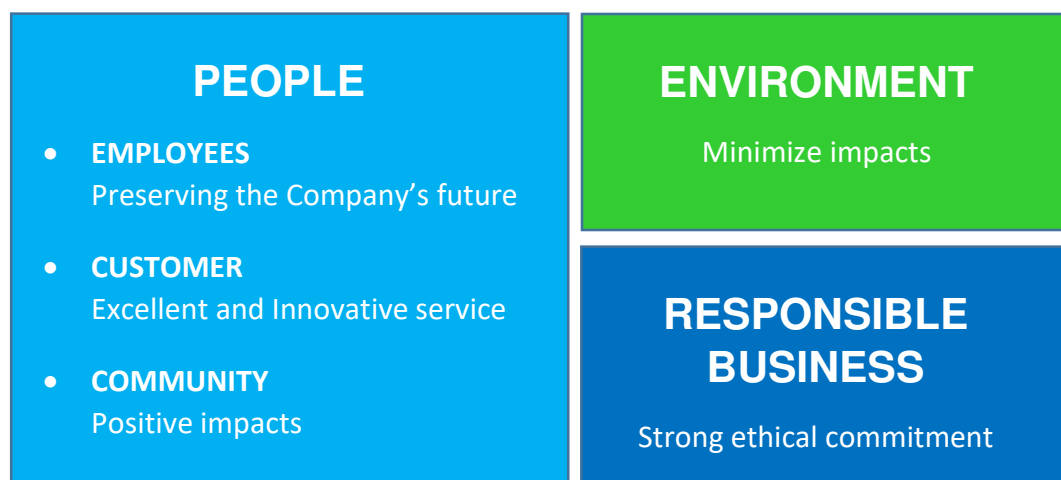 PEOPLE
• EMPLOYEES
Preserving the Company’s future
• CUSTOMER
Excellent and Innovative service
• COMMUNITY
Positive impacts
ENVIRONMENT
Minimize impacts
RESPONSIBLE
BUSINESS
Strong ethical commitment